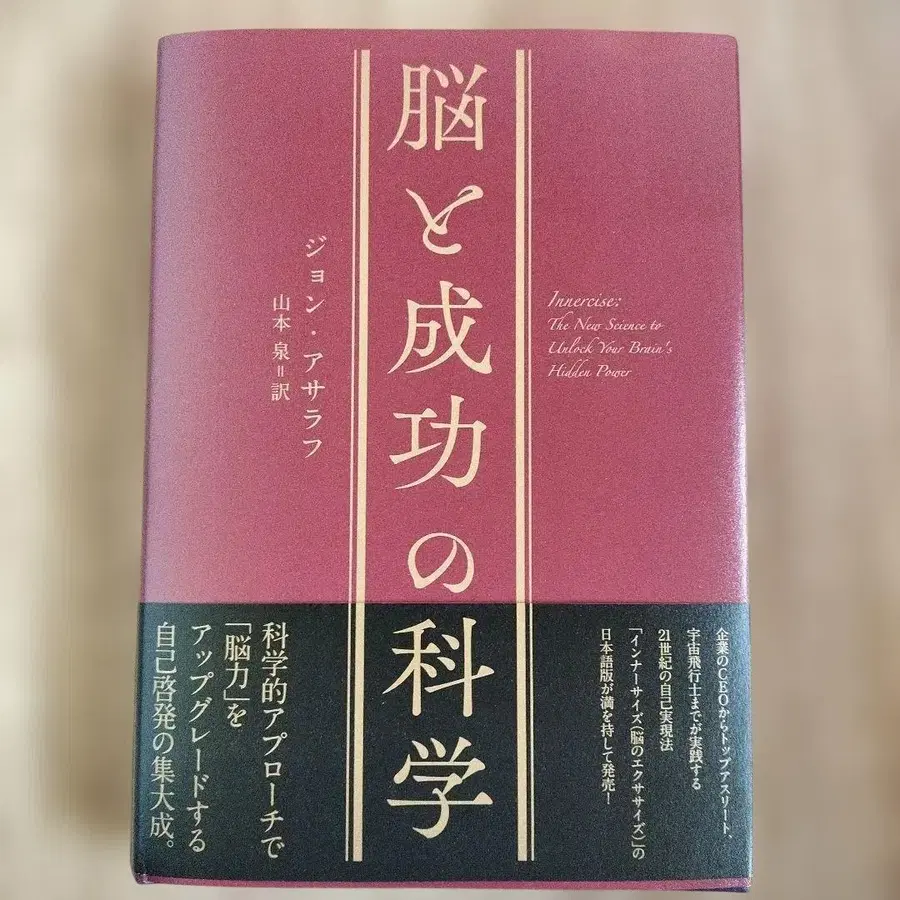 脳と成功の科学
Innercise:
The New Science to
Unlock Your Brain's
Hidden Power
ジョン・アサラフ
山本 泉=訳
企業のCEOからトップアスリート、
宇宙飛行士までが実践する
21世紀の自己実現法
「インナーサイズ(脳のエクササイズ)」の
日本語版が満を持して発売!
科学的アプローチで
「脳力」を
アップグレードする
自己啓発の集大成。